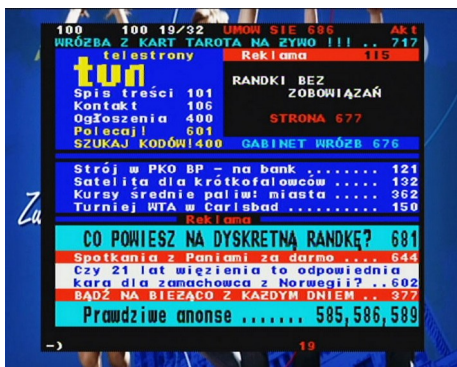 100 100 19/32 UMOW SIE 686 Akt
WRÓŻBA Z KART TAROTA NA ŻYWO !!! .. 717
telestrony
tvn
Spis treści 101
Kontakt 106
Ogłoszenia 400
Polecaj! 601
SZUKAJ KODÓW!400
Reklama 115
RANDKI BEZ
ZOBOWIĄZAŃ
STRONA 677
GABINET WRÓŻB 676
Strój w PKO BP – na bank ........ 121
Satelita dla krótkofalowców ..... 132
Kursy średnie paliw: miasta ..... 362
Turniej WTA w Carlsbad .......... 150
Reklama
CO POWIESZ NA DYSKRETNĄ RANDKĘ? 681
Spotkania z Paniami za darmo .... 644
Czy 21 lat więzienia to odpowiednia
kara dla zamachowca z Norwegii? ..602
BĄDŹ NA BIEŻĄCO Z KAŻDYM DNIEM .. 377
Prawdziwe anonse ....... 585,586,589
–) 19